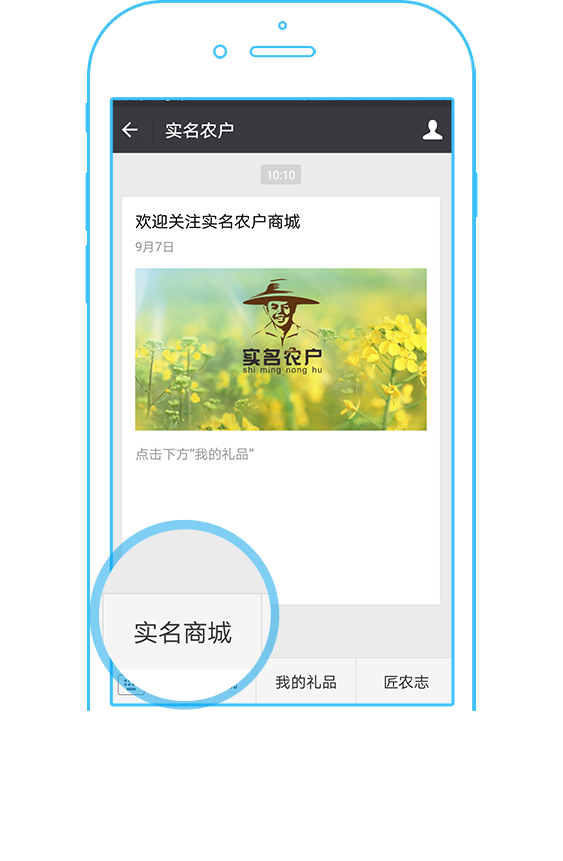 实名农户
10:10
欢迎关注实名农户商城
9月7日
实名农户
shi ming nong hu
点击下方“我的礼品”
实名商城
我的礼品
匠农志